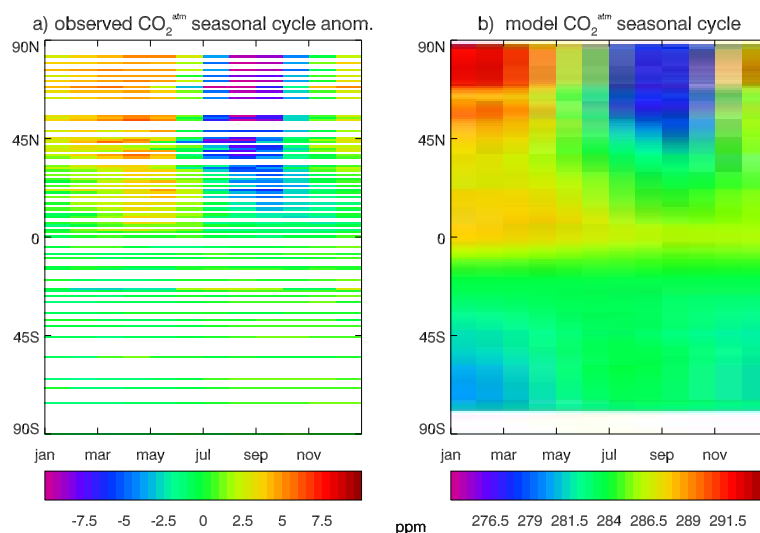 a) observed CO₂ᵃᵗᵐ seasonal cycle anom.
b) model CO₂ᵃᵗᵐ seasonal cycle
90N
45N
0
45S
90S
jan mar may jul sep nov
90N
45N
0
45S
90S
jan mar may jul sep nov
-7.5 -5 -2.5 0 2.5 5 7.5
ppm
276.5 279 281.5 284 286.5 289 291.5